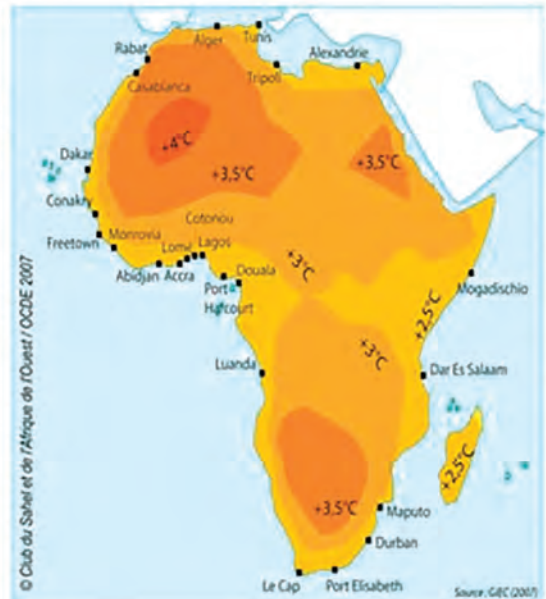 Alger
Tunis
Rabat
Alexandrie
Tripoli
Casablanca
+4°C
+3,5°C
+3,5°C
Dakar
Conakry
Cotonou
Freetown
Monrovia
Lomé
Lagos
Abidjan
Accra
Port
Harcourt
Douala
+3°C
Mogadischio
+2,5°C
+3°C
Luanda
Dar Es Salaam
+2,5°C
+3,5°C
Maputo
Durban
Le Cap
Port Elisabeth
© Club du Sahel et de l'Afrique de l'Ouest / OCDE 2007
Source: GIEC (2007)